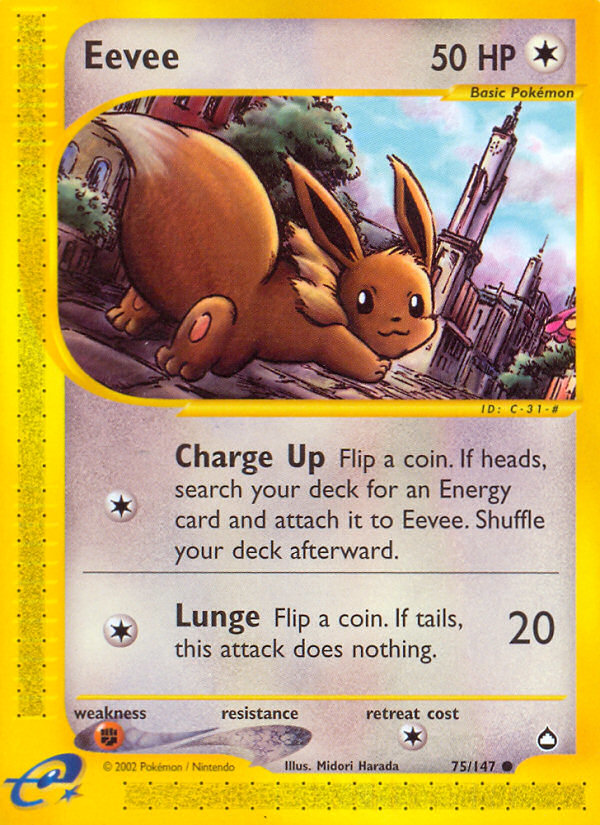 Eevee 50 HP
Basic Pokémon
ID: C-31-#
Charge Up Flip a coin. If heads,
search your deck for an Energy
card and attach it to Eevee. Shuffle
your deck afterward.
Lunge Flip a coin. If tails,
this attack does nothing.
20
weakness resistance retreat cost
© 2002 Pokémon / Nintendo Illus. Midori Harada 75/147
e